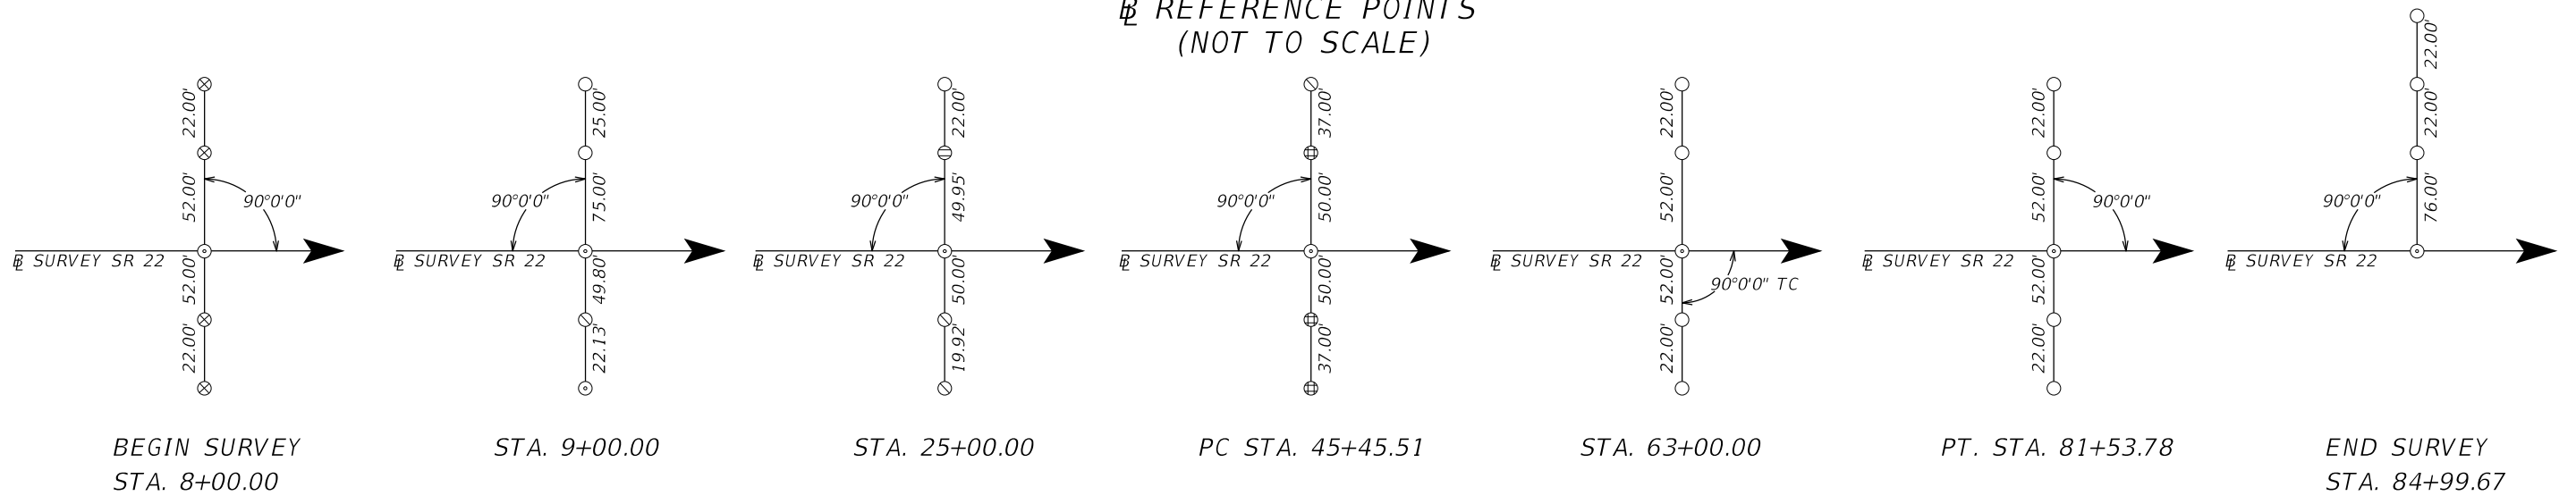 ℄ REFERENCE POINTS
(NOT TO SCALE)
22.00'
52.00'
90°0'0"
℄ SURVEY SR 22
52.00'
22.00'
BEGIN SURVEY
STA. 8+00.00
25.00'
75.00'
90°0'0"
℄ SURVEY SR 22
49.80'
22.13'
STA. 9+00.00
22.00'
49.95'
90°0'0"
℄ SURVEY SR 22
50.00'
19.92'
STA. 25+00.00
37.00'
50.00'
90°0'0"
℄ SURVEY SR 22
50.00'
37.00'
PC STA. 45+45.51
22.00'
52.00'
℄ SURVEY SR 22
52.00'
90°0'0" TC
22.00'
STA. 63+00.00
22.00'
52.00'
90°0'0"
℄ SURVEY SR 22
52.00'
22.00'
PT. STA. 81+53.78
22.00'
22.00'
76.00'
90°0'0"
℄ SURVEY SR 22
END SURVEY
STA. 84+99.67